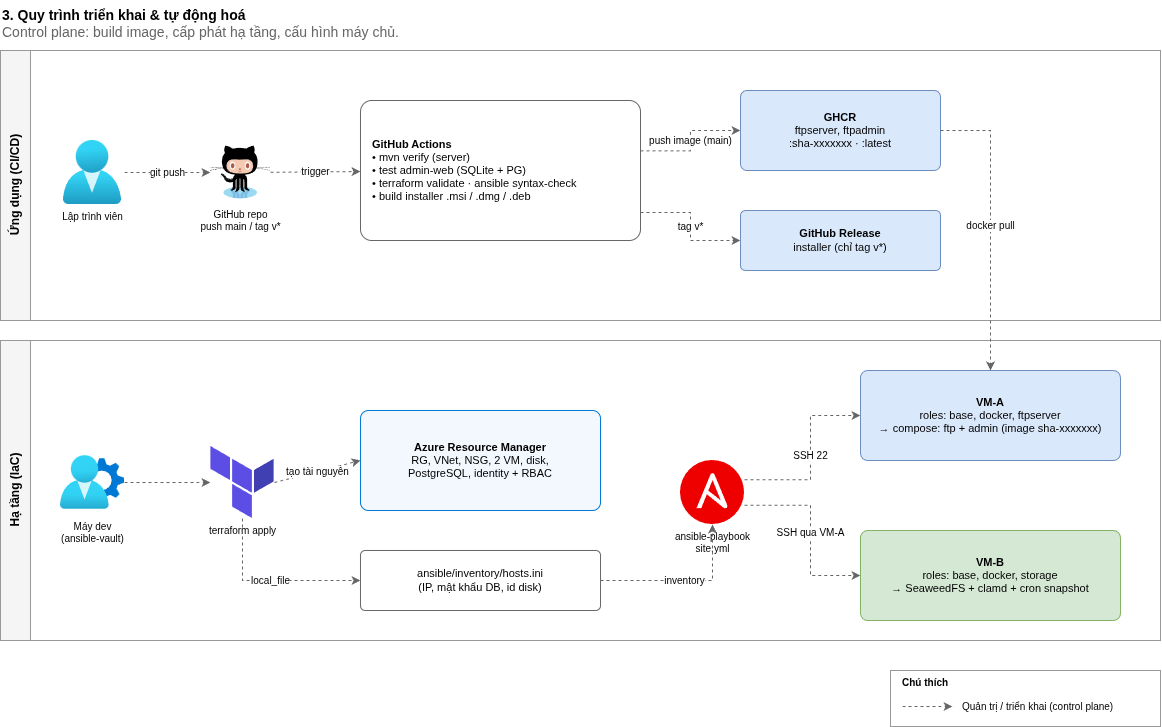 3. Quy trình triển khai & tự động hoá
Control plane: build image, cấp phát hạ tầng, cấu hình máy chủ.
Ứng dụng (CI/CD)
Lập trình viên
git push
GitHub repo
push main / tag v*
trigger
GitHub Actions
• mvn verify (server)
• test admin-web (SQLite + PG)
• terraform validate · ansible syntax-check
• build installer .msi / .dmg / .deb
push image (main)
tag v*
GHCR
ftpserver, ftpadmin
:sha-xxxxxxx · :latest
GitHub Release
installer (chỉ tag v*)
docker pull
Hạ tầng (IaC)
Máy dev
(ansible-vault)
terraform apply
tạo tài nguyên
local_file
Azure Resource Manager
RG, VNet, NSG, 2 VM, disk,
PostgreSQL, identity + RBAC
ansible/inventory/hosts.ini
(IP, mật khẩu DB, id disk)
inventory
ansible-playbook
site.yml
SSH 22
SSH qua VM-A
VM-A
roles: base, docker, ftpserver
→ compose: ftp + admin (image sha-xxxxxxx)
VM-B
roles: base, docker, storage
→ SeaweedFS + clamd + cron snapshot
Chú thích
Quản trị / triển khai (control plane)